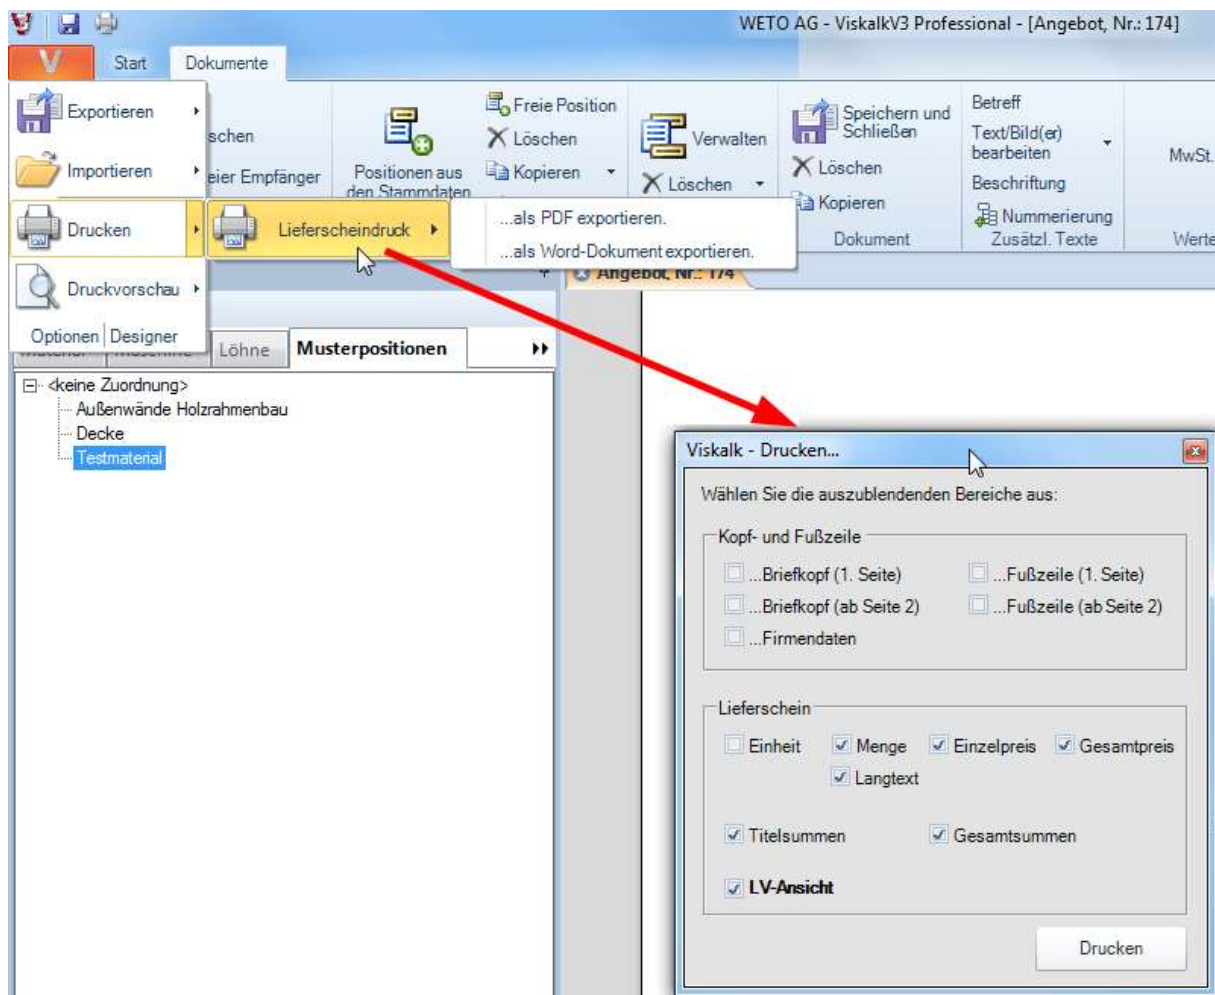 WETO AG - ViskalkV3 Professional - [Angebot, Nr.: 174]
V Start Dokumente
Exportieren
Importieren
Drucken
Druckvorschau
Optionen Designer
schen
eier Empfänger
Positionen aus
den Stammdaten
Freie Position
Löschen
Kopieren
Verwalten
Löschen
Speichern und
Schließen
Löschen
Kopieren
Dokument
Betreff
Text/Bild(er)
bearbeiten
Beschriftung
Nummerierung
Zusätzl. Texte
MwSt.
Werte
Lieferscheindruck
...als PDF exportieren.
...als Word-Dokument exportieren.
Angebot, Nr.: 174
Löhne Musterpositionen
<keine Zuordnung>
Außenwände Holzrahmenbau
Decke
Testmaterial
Viskalk - Drucken...
Wählen Sie die auszublendenden Bereiche aus:
Kopf- und Fußzeile
...Briefkopf (1. Seite) ...Fußzeile (1. Seite)
...Briefkopf (ab Seite 2) ...Fußzeile (ab Seite 2)
...Firmendaten
Lieferschein
Einheit Menge Einzelpreis Gesamtpreis
Langtext
Titelsummen Gesamtsummen
LV-Ansicht
Drucken